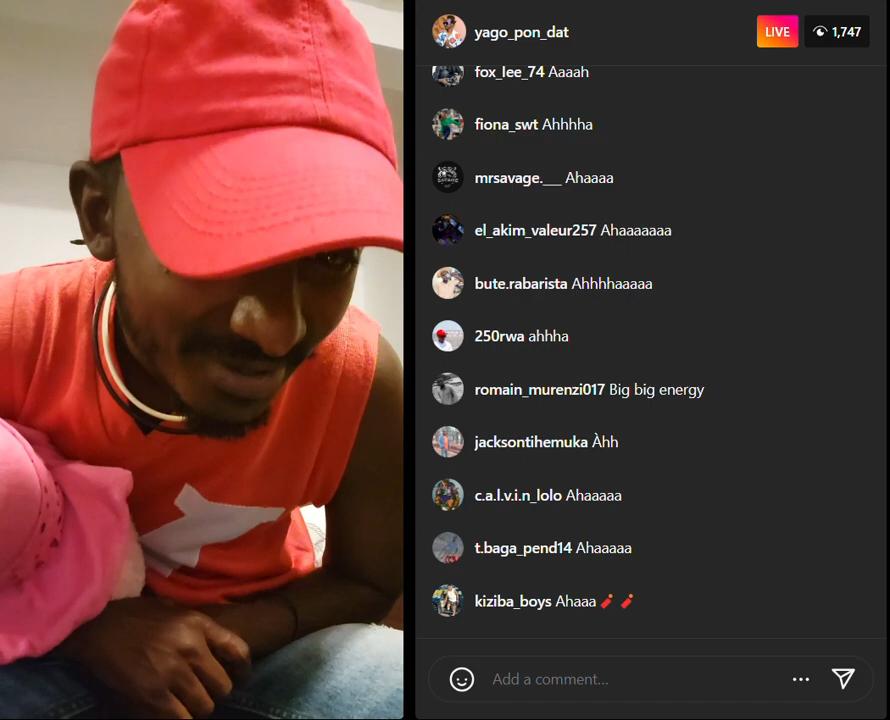 yago_pon_dat
LIVE 1,747
fox_lee_74 Aaaah
fiona_swt Ahhhha
mrsavage.___ Ahaaaa
el_akim_valeur257 Ahaaaaaaa
bute.rabarista Ahhhhaaaaa
250rwa ahhha
romain_murenzi017 Big big energy
jacksontihemuka Àhh
c.a.l.v.i.n_lolo Ahaaaaa
t.baga_pend14 Ahaaaaa
kiziba_boys Ahaaa 🧨 🧨
Add a comment...